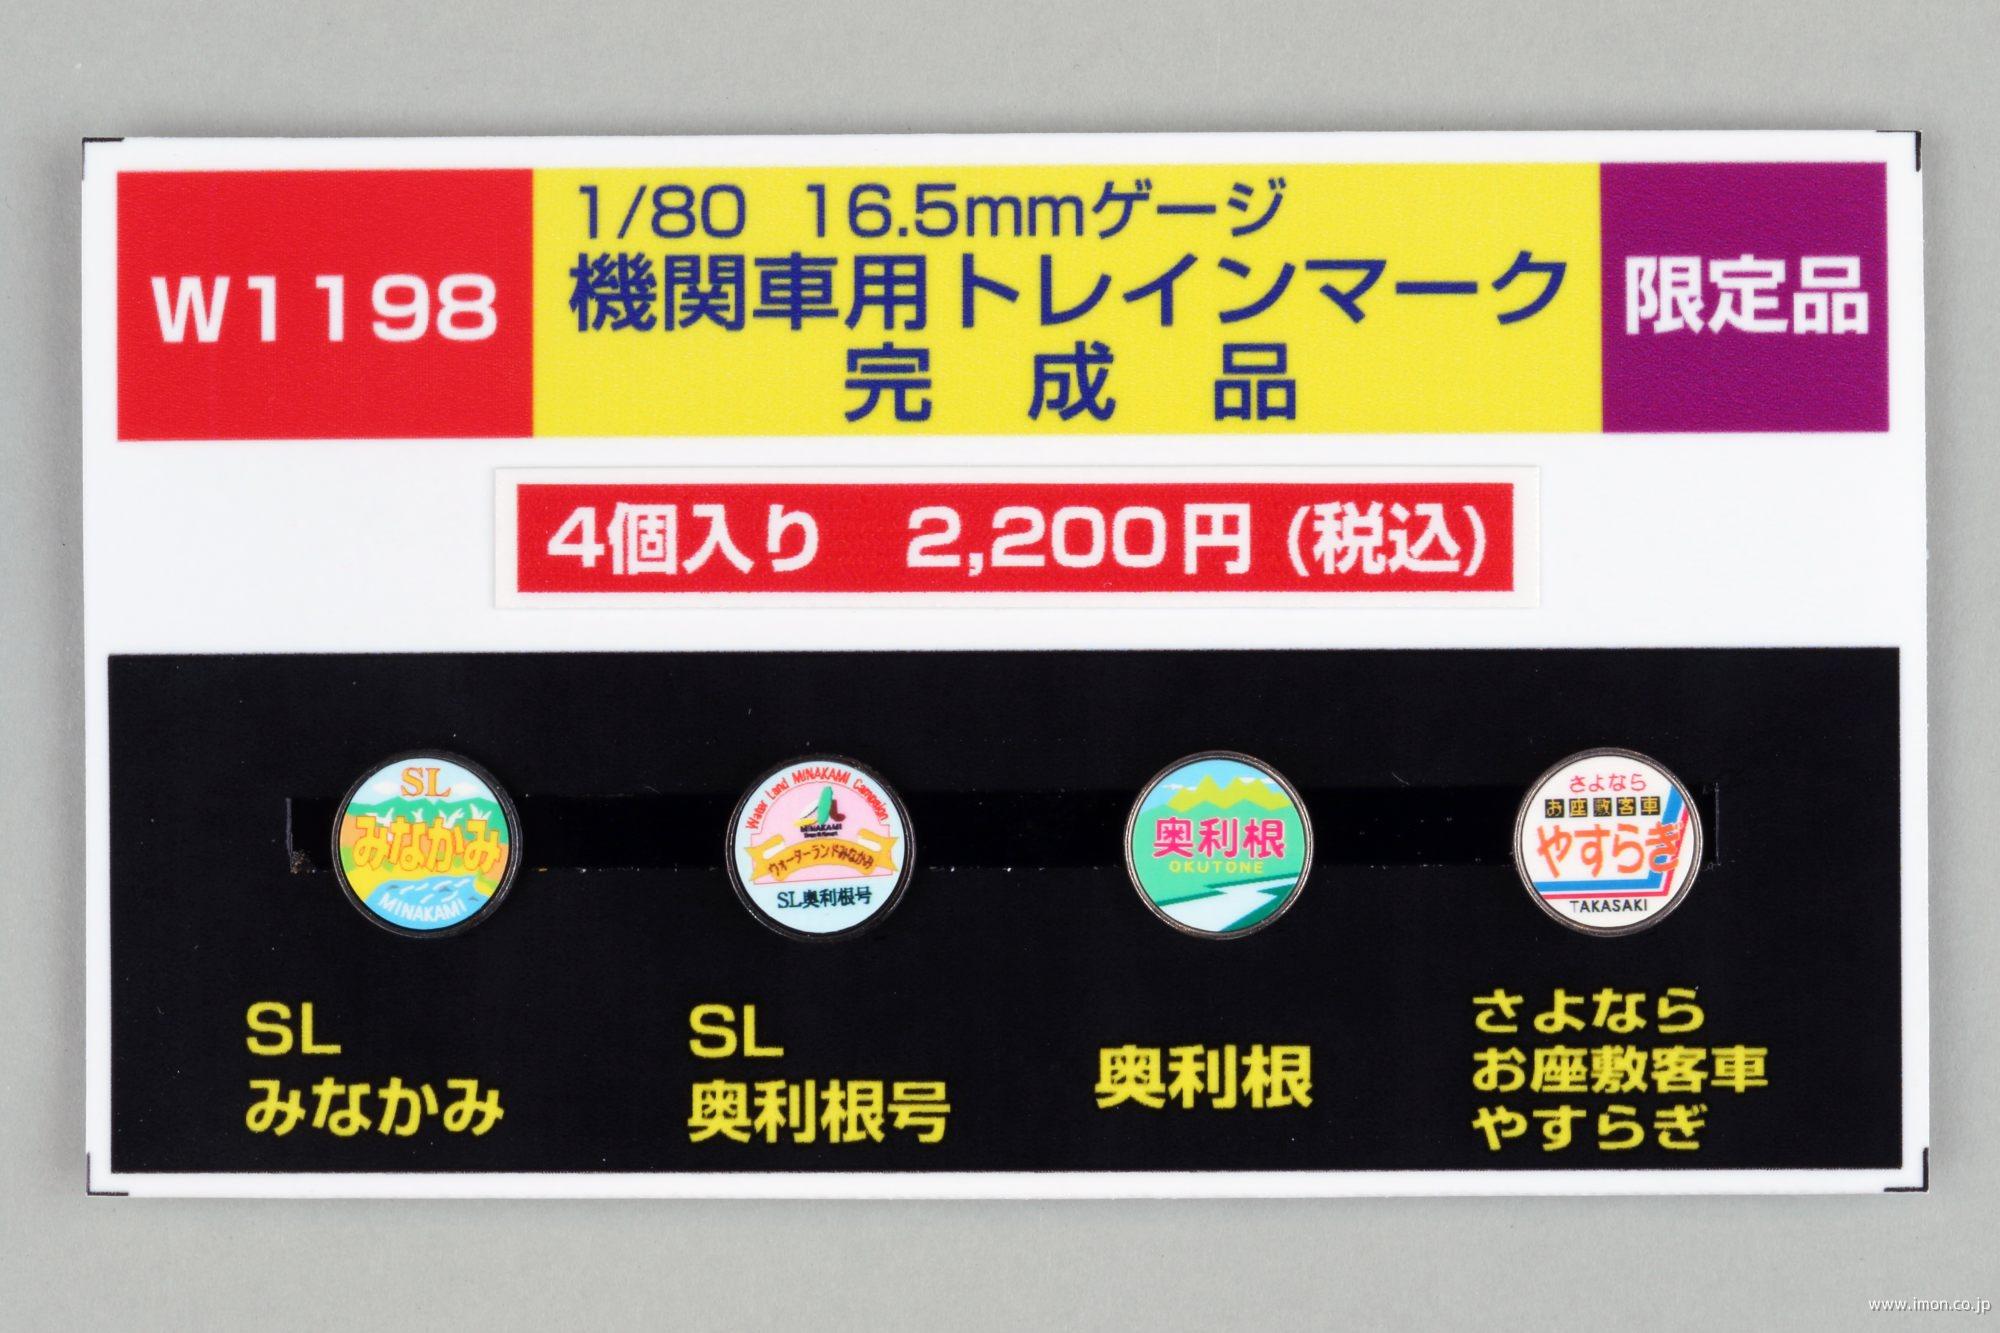 W1198
1/80 16.5mmゲージ
機関車用トレインマーク
完 成 品
限定品
4個入り 2,200円 (税込)
SL
みなかみ
MINAKAMI
Water Land MINAKAMI Campaign
MINAKAMI
ウォーターランドみなかみ
SL奥利根号
奥利根
OKUTONE
さよなら
お座敷客車
やすらぎ
TAKASAKI
SL
みなかみ
SL
奥利根号
奥利根
さよなら
お座敷客車
やすらぎ
www.imon.co.jp